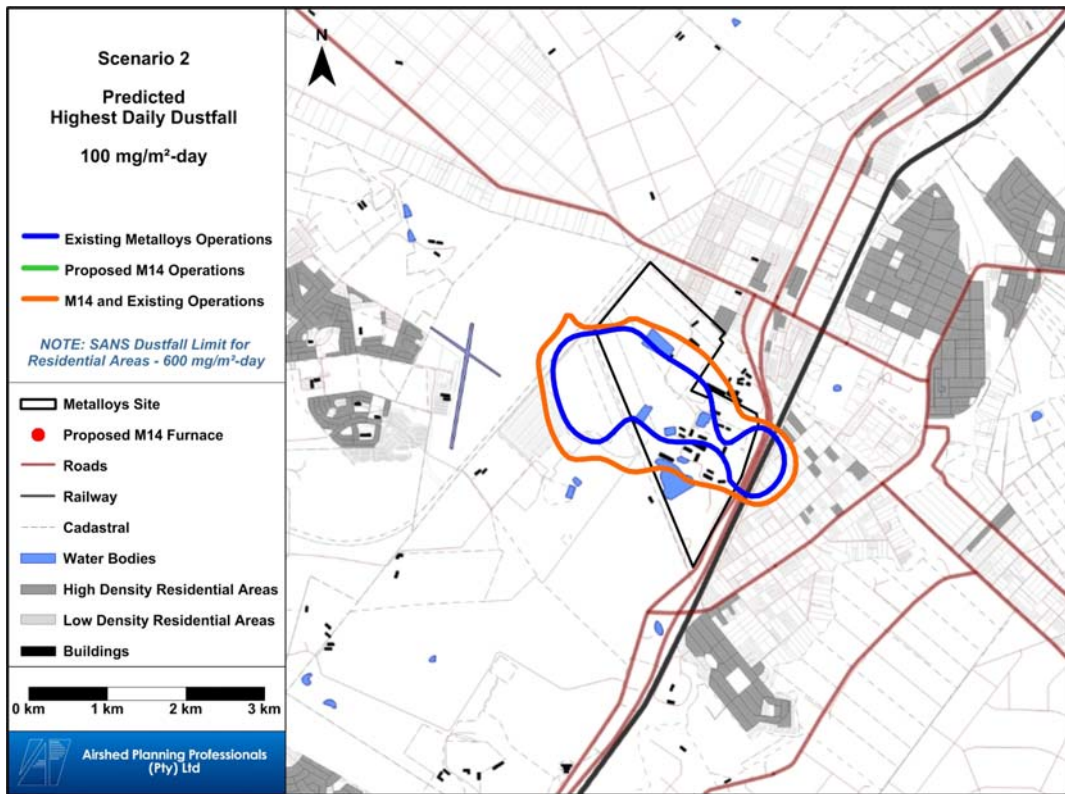 Scenario 2
Predicted
Highest Daily Dustfall
100 mg/m²-day
Existing Metalloys Operations
Proposed M14 Operations
M14 and Existing Operations
NOTE: SANS Dustfall Limit for
Residential Areas - 600 mg/m²-day
Metalloys Site
Proposed M14 Furnace
Roads
Railway
Cadastral
Water Bodies
High Density Residential Areas
Low Density Residential Areas
Buildings
0 km 1 km 2 km 3 km
Airshed Planning Professionals
(Pty) Ltd
N